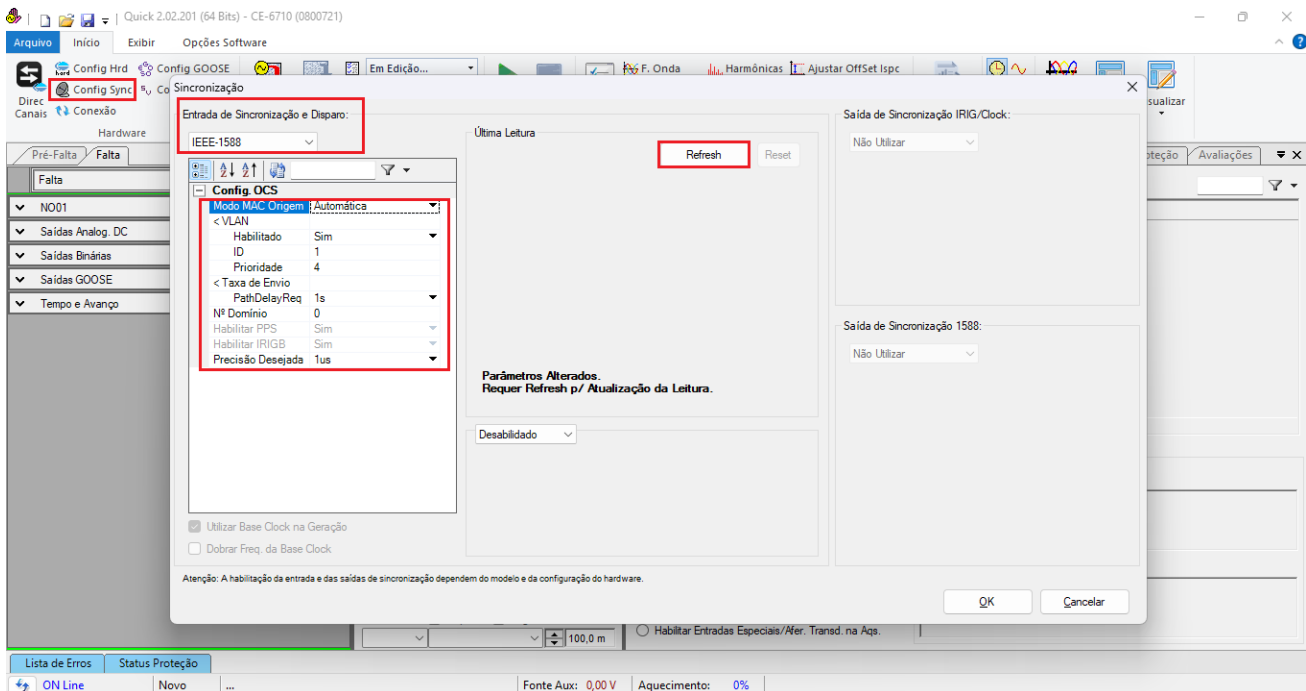 Quick 2.02.201 (64 Bits) - CE-6710 (0800721)
Arquivo Início Exibir Opções Software
Config Hrd Config GOOSE Em Edição... F. Onda Harmônicas Ajustar OffSet Ispc
Config Sync
Direc
Canais
Conexão
Hardware
Pré-Falta Falta
Falta
NO01
Saídas Analog. DC
Saídas Binárias
Saídas GOOSE
Tempo e Avanço
Sincronização
Entrada de Sincronização e Disparo:
IEEE-1588
Config. OCS
Modo MAC Origem Automática
< VLAN
Habilitado Sim
ID 1
Prioridade 4
< Taxa de Envio
PathDelayReq 1s
Nº Domínio 0
Habilitar PPS Sim
Habilitar IRIGB Sim
Precisão Desejada 1us
Utilizar Base Clock na Geração
Dobrar Freq. da Base Clock
Última Leitura
Refresh Reset
Parâmetros Alterados.
Requer Refresh p/ Atualização da Leitura.
Desabilidado
Saída de Sincronização IRIG/Clock:
Não Utilizar
Saída de Sincronização 1588:
Não Utilizar
Atenção: A habilitação da entrada e das saídas de sincronização dependem do modelo e da configuração do hardware.
OK Cancelar
sualizar
teção Avaliações
100,0 m
Habilitar Entradas Especiais/Afer. Transd. na Aqs.
Lista de Erros Status Proteção
ON Line Novo ... Fonte Aux: 0,00 V Aquecimento: 0%